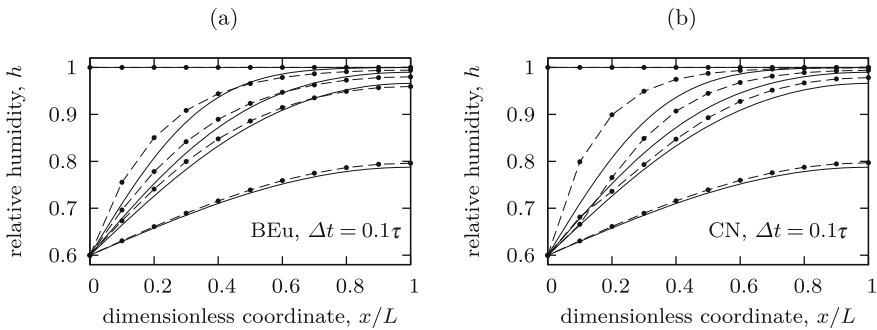 (a)
relative humidity, h
1
0.9
0.8
0.7
0.6
BEu, Δt = 0.1τ
0 0.2 0.4 0.6 0.8 1
dimensionless coordinate, x/L
(b)
relative humidity, h
1
0.9
0.8
0.7
0.6
CN, Δt = 0.1τ
0 0.2 0.4 0.6 0.8 1
dimensionless coordinate, x/L